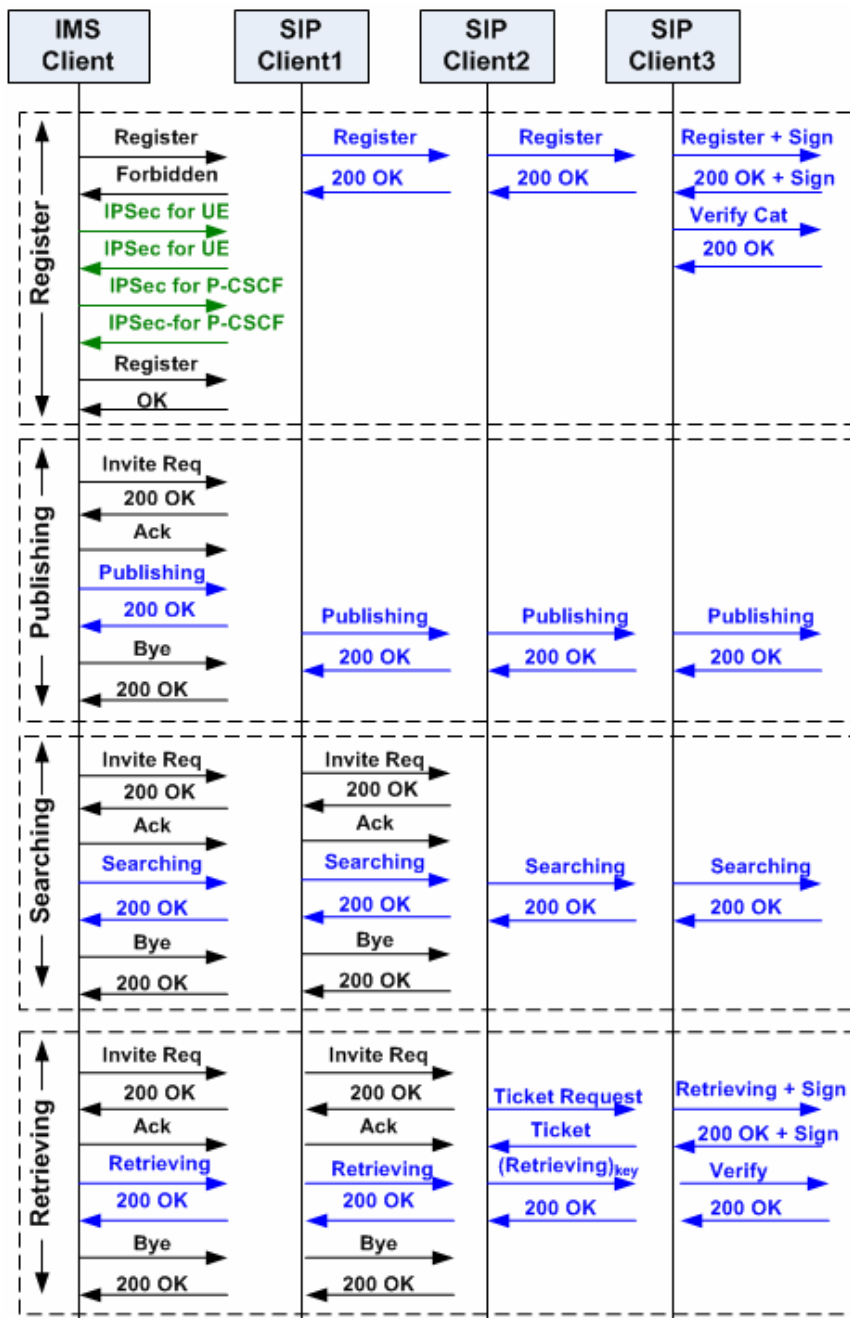 IMS
Client
SIP
Client1
SIP
Client2
SIP
Client3
Register
Register
Forbidden
IPSec for UE
IPSec for UE
IPSec for P-CSCF
IPSec-for P-CSCF
Register
OK
Register
200 OK
Register
200 OK
Register + Sign
200 OK + Sign
Verify Cat
200 OK
Publishing
Invite Req
200 OK
Ack
Publishing
200 OK
Bye
200 OK
Publishing
200 OK
Publishing
200 OK
Publishing
200 OK
Searching
Invite Req
200 OK
Ack
Searching
200 OK
Bye
200 OK
Invite Req
200 OK
Ack
Searching
200 OK
Bye
200 OK
Searching
200 OK
Searching
200 OK
Retrieving
Invite Req
200 OK
Ack
Retrieving
200 OK
Bye
200 OK
Invite Req
200 OK
Ack
Retrieving
200 OK
Bye
200 OK
Ticket Request
Ticket
(Retrieving)key
200 OK
Retrieving + Sign
200 OK + Sign
Verify
200 OK